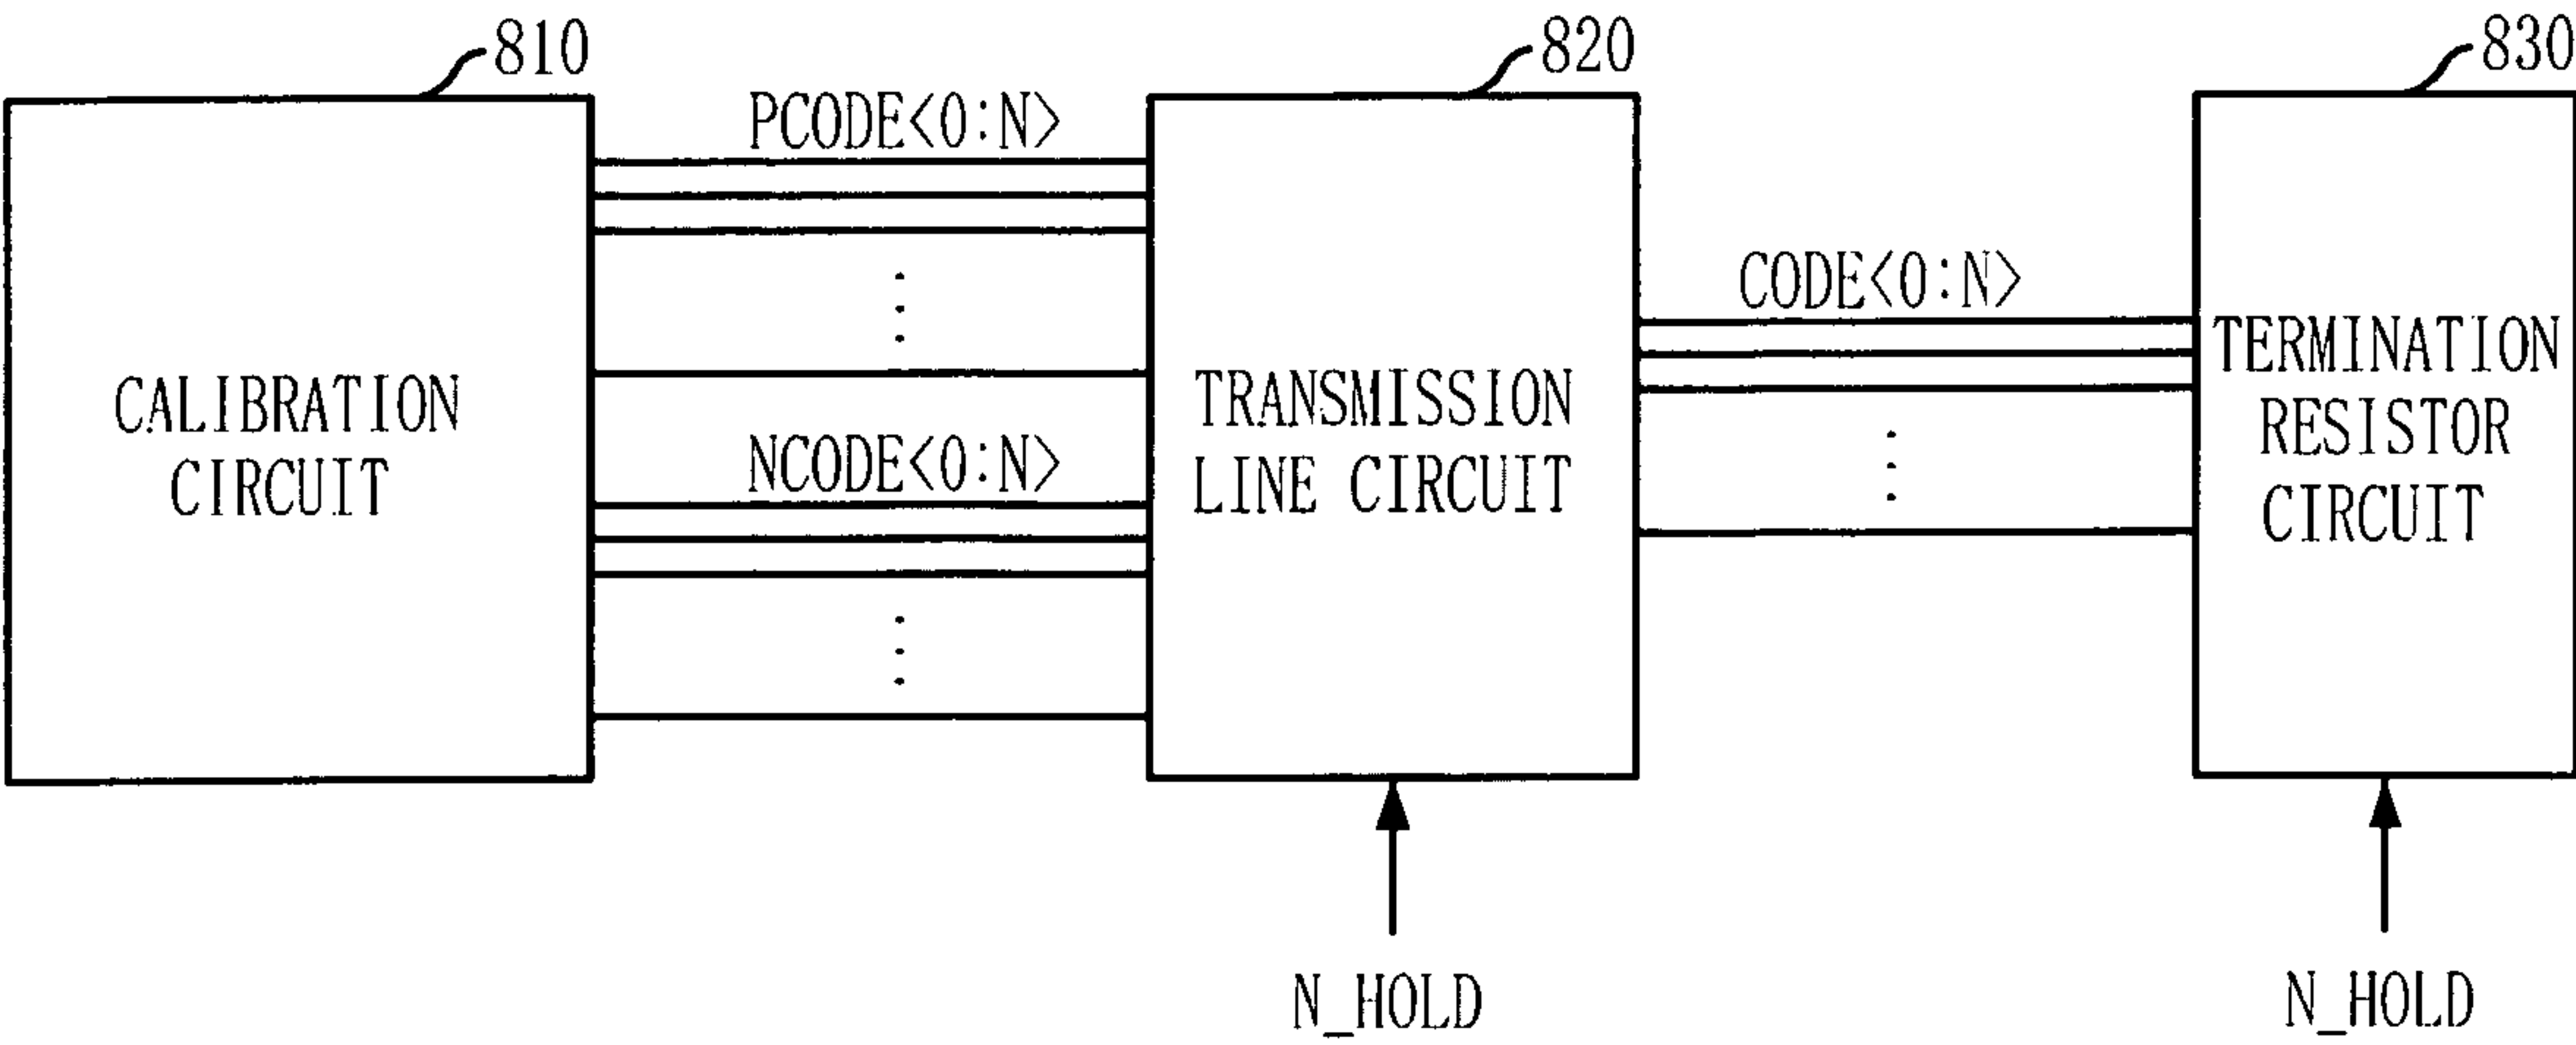 810
820
830
PCODE<0:N>
CODE<0:N>
CALIBRATION
CIRCUIT
NCODE<0:N>
TRANSMISSION
LINE CIRCUIT
TERMINATION
RESISTOR
CIRCUIT
N_HOLD
N_HOLD